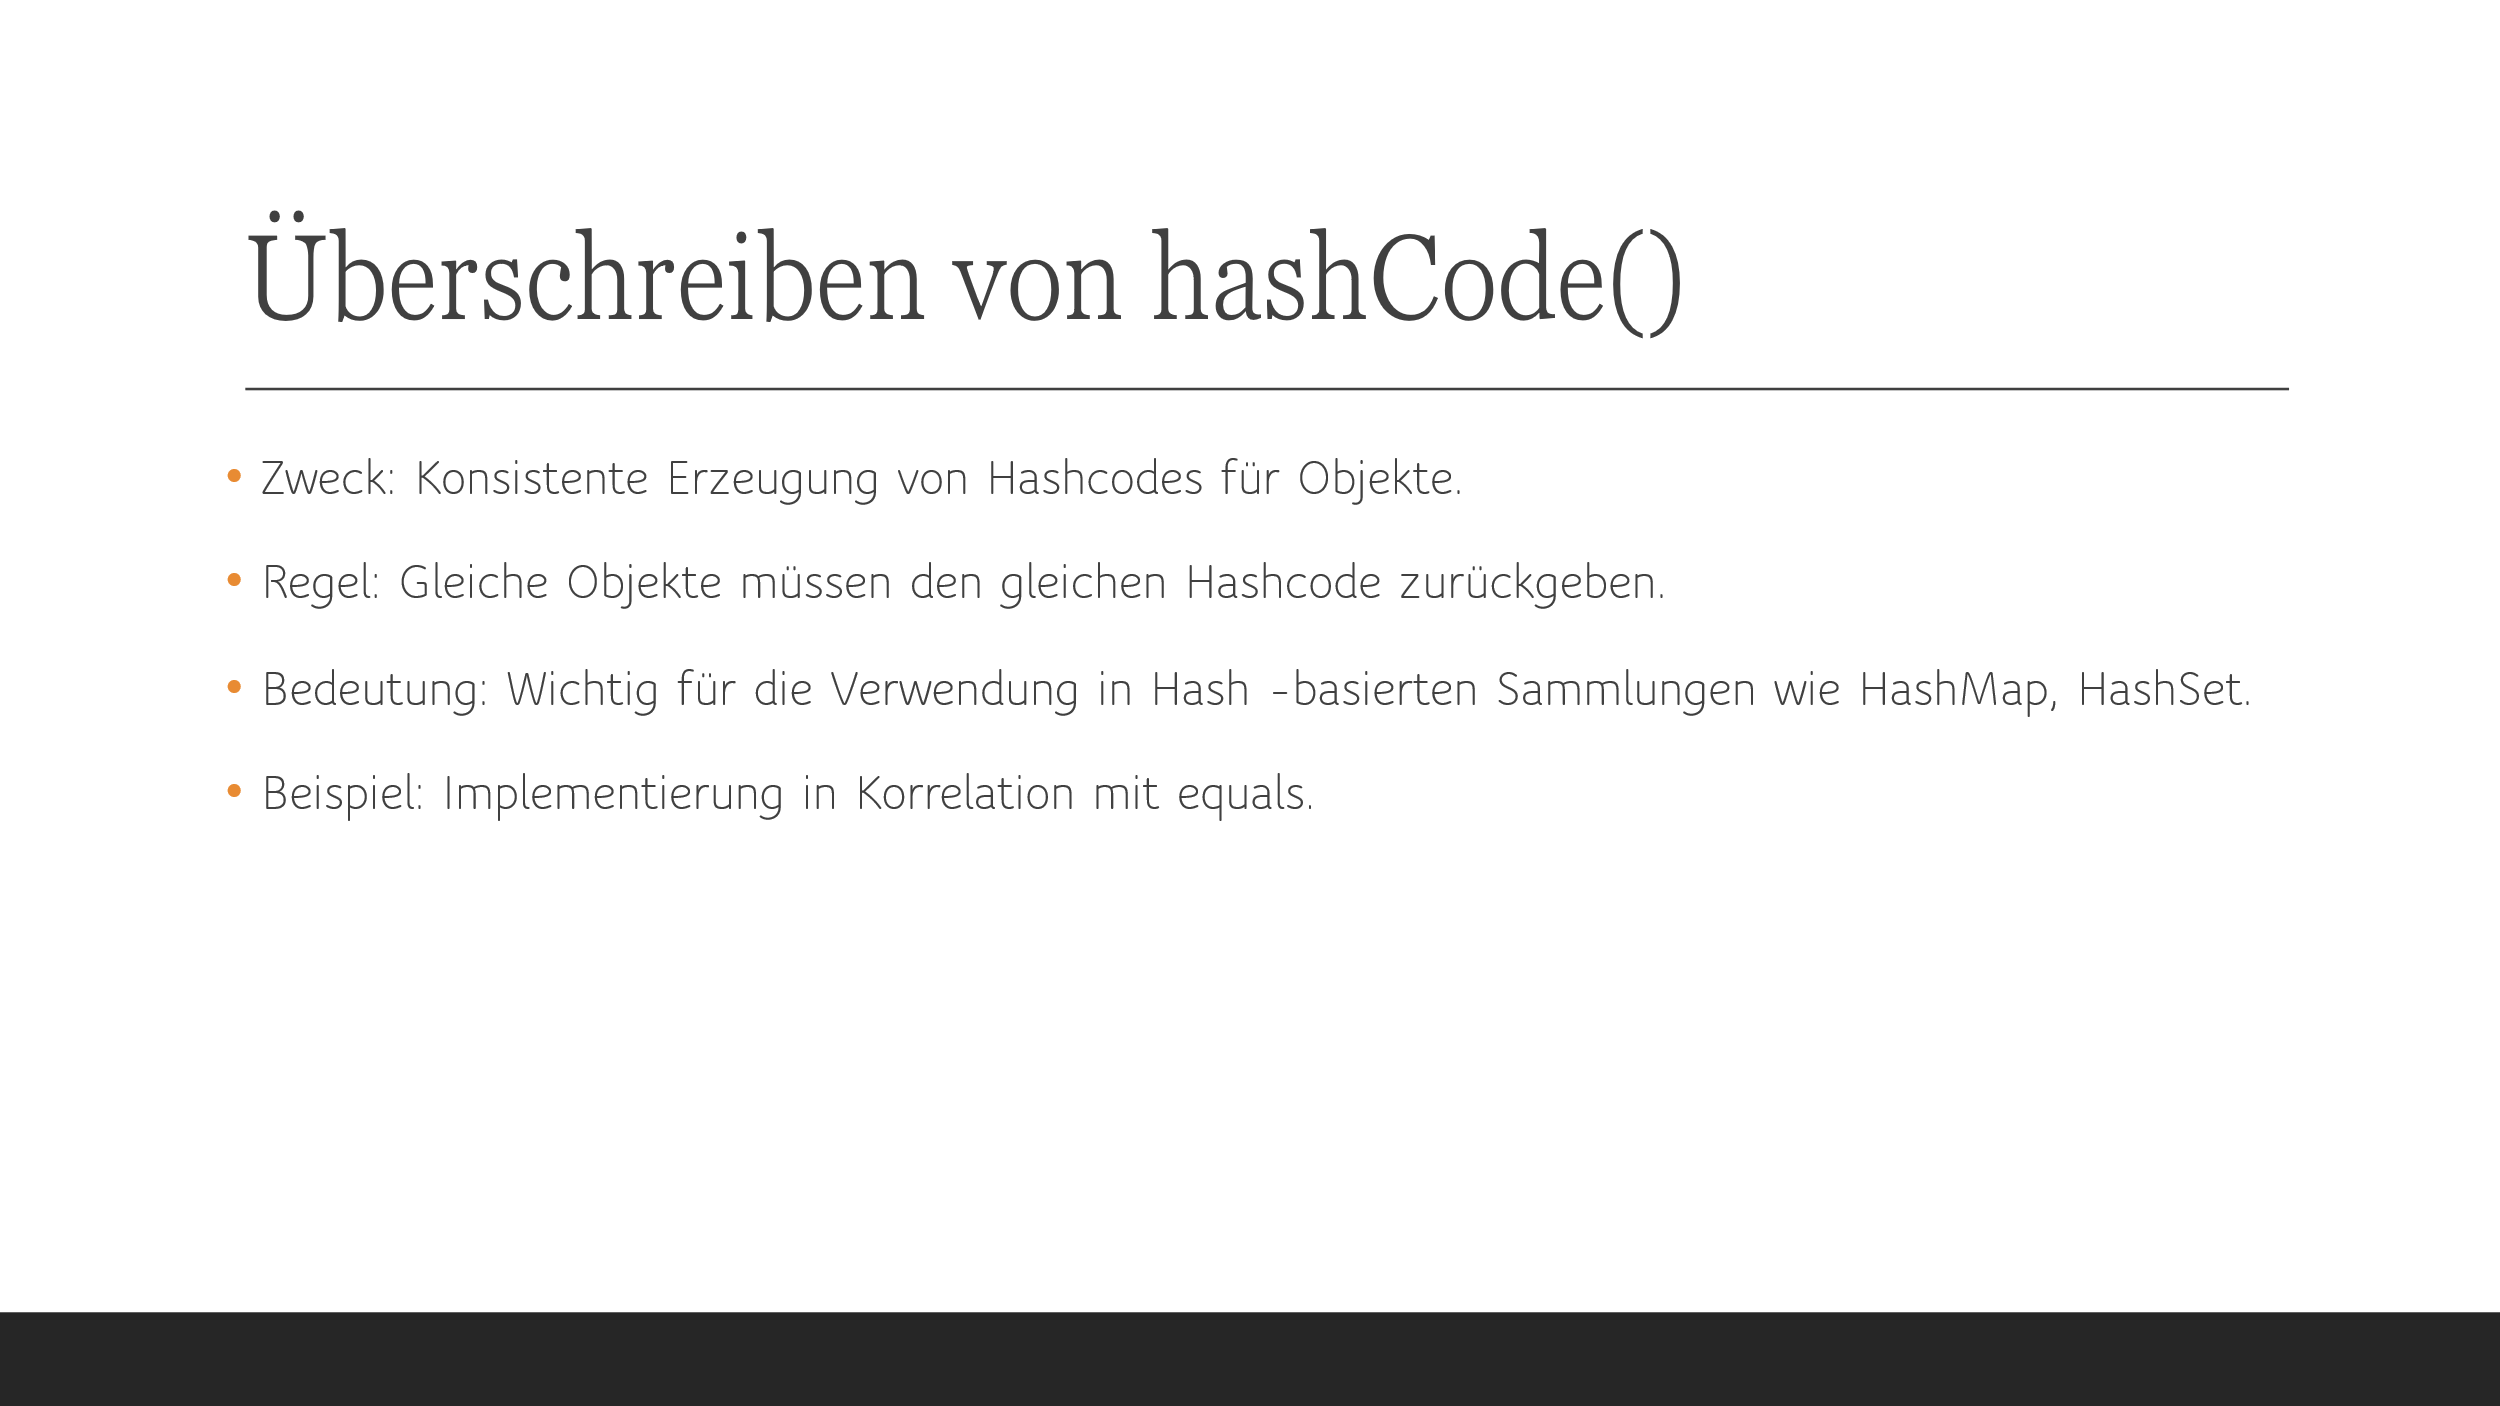 Überschreiben von hashCode()
• Zweck: Konsistente Erzeugung von Hashcodes für Objekte.
• Regel: Gleiche Objekte müssen den gleichen Hashcode zurückgeben.
• Bedeutung: Wichtig für die Verwendung in Hash -basierten Sammlungen wie HashMap, HashSet.
• Beispiel: Implementierung in Korrelation mit equals.